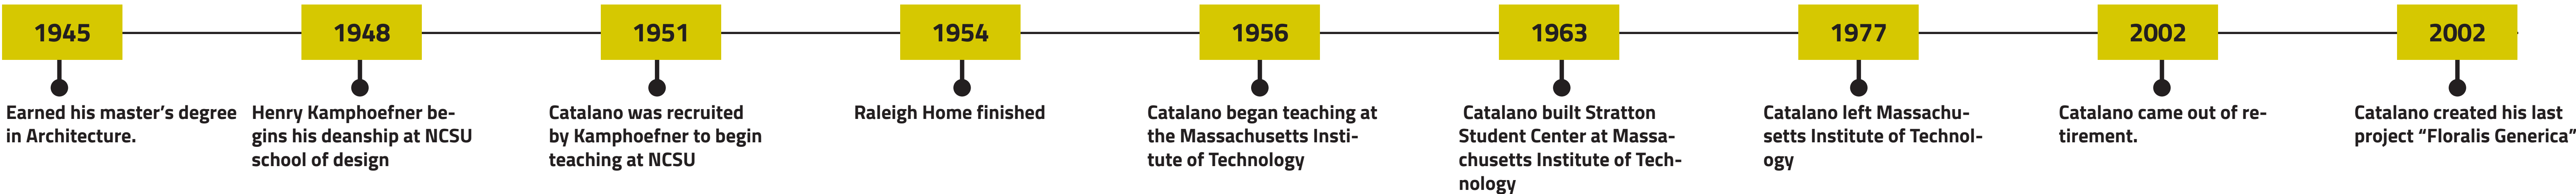 1945
1948
1951
1954
1956
1963
1977
2002
2002
Earned his master’s degree
in Architecture.
Henry Kamphoefner be-
gins his deanship at NCSU
school of design
Catalano was recruited
by Kamphoefner to begin
teaching at NCSU
Raleigh Home finished
Catalano began teaching at
the Massachusetts Insti-
tute of Technology
Catalano built Stratton
Student Center at Massa-
chusetts Institute of Tech-
nology
Catalano left Massachu-
setts Institute of Technol-
ogy
Catalano came out of re-
tirement.
Catalano created his last
project “Floralis Generica”